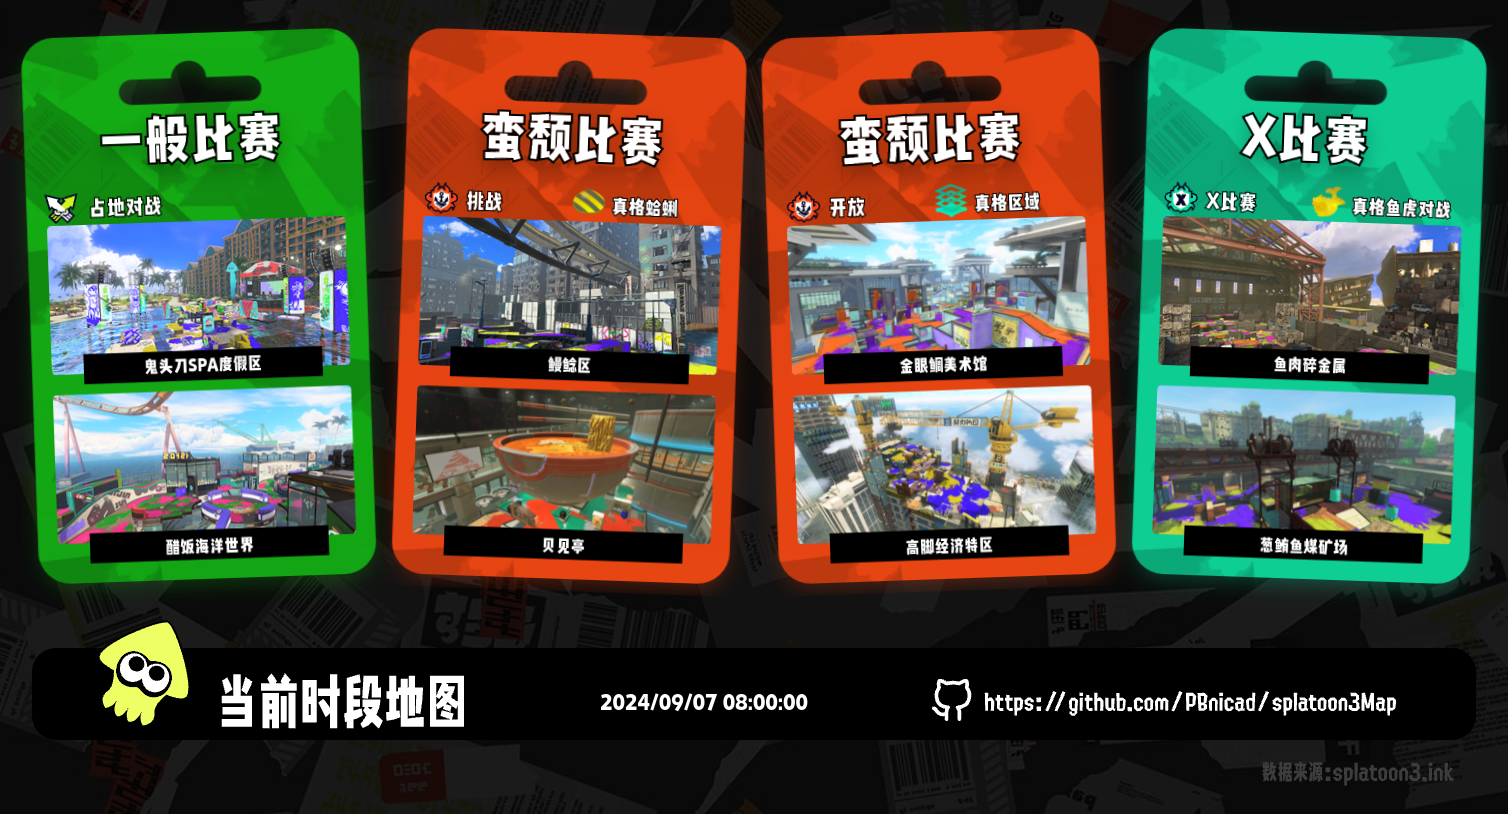 一般比赛
占地对战
鬼头刀SPA度假区
醋饭海洋世界
蛮颓比赛
挑战
真格蛤蜊
鳗鲶区
贝见亭
蛮颓比赛
开放
真格区域
金眼鲷美术馆
高脚经济特区
X比赛
X比赛
真格鱼虎对战
鱼肉碎金属
葱鲔鱼煤矿场
当前时段地图
2024/09/07 08:00:00
https://github.com/PBnicad/splatoon3Map
数据来源:splatoon3.ink